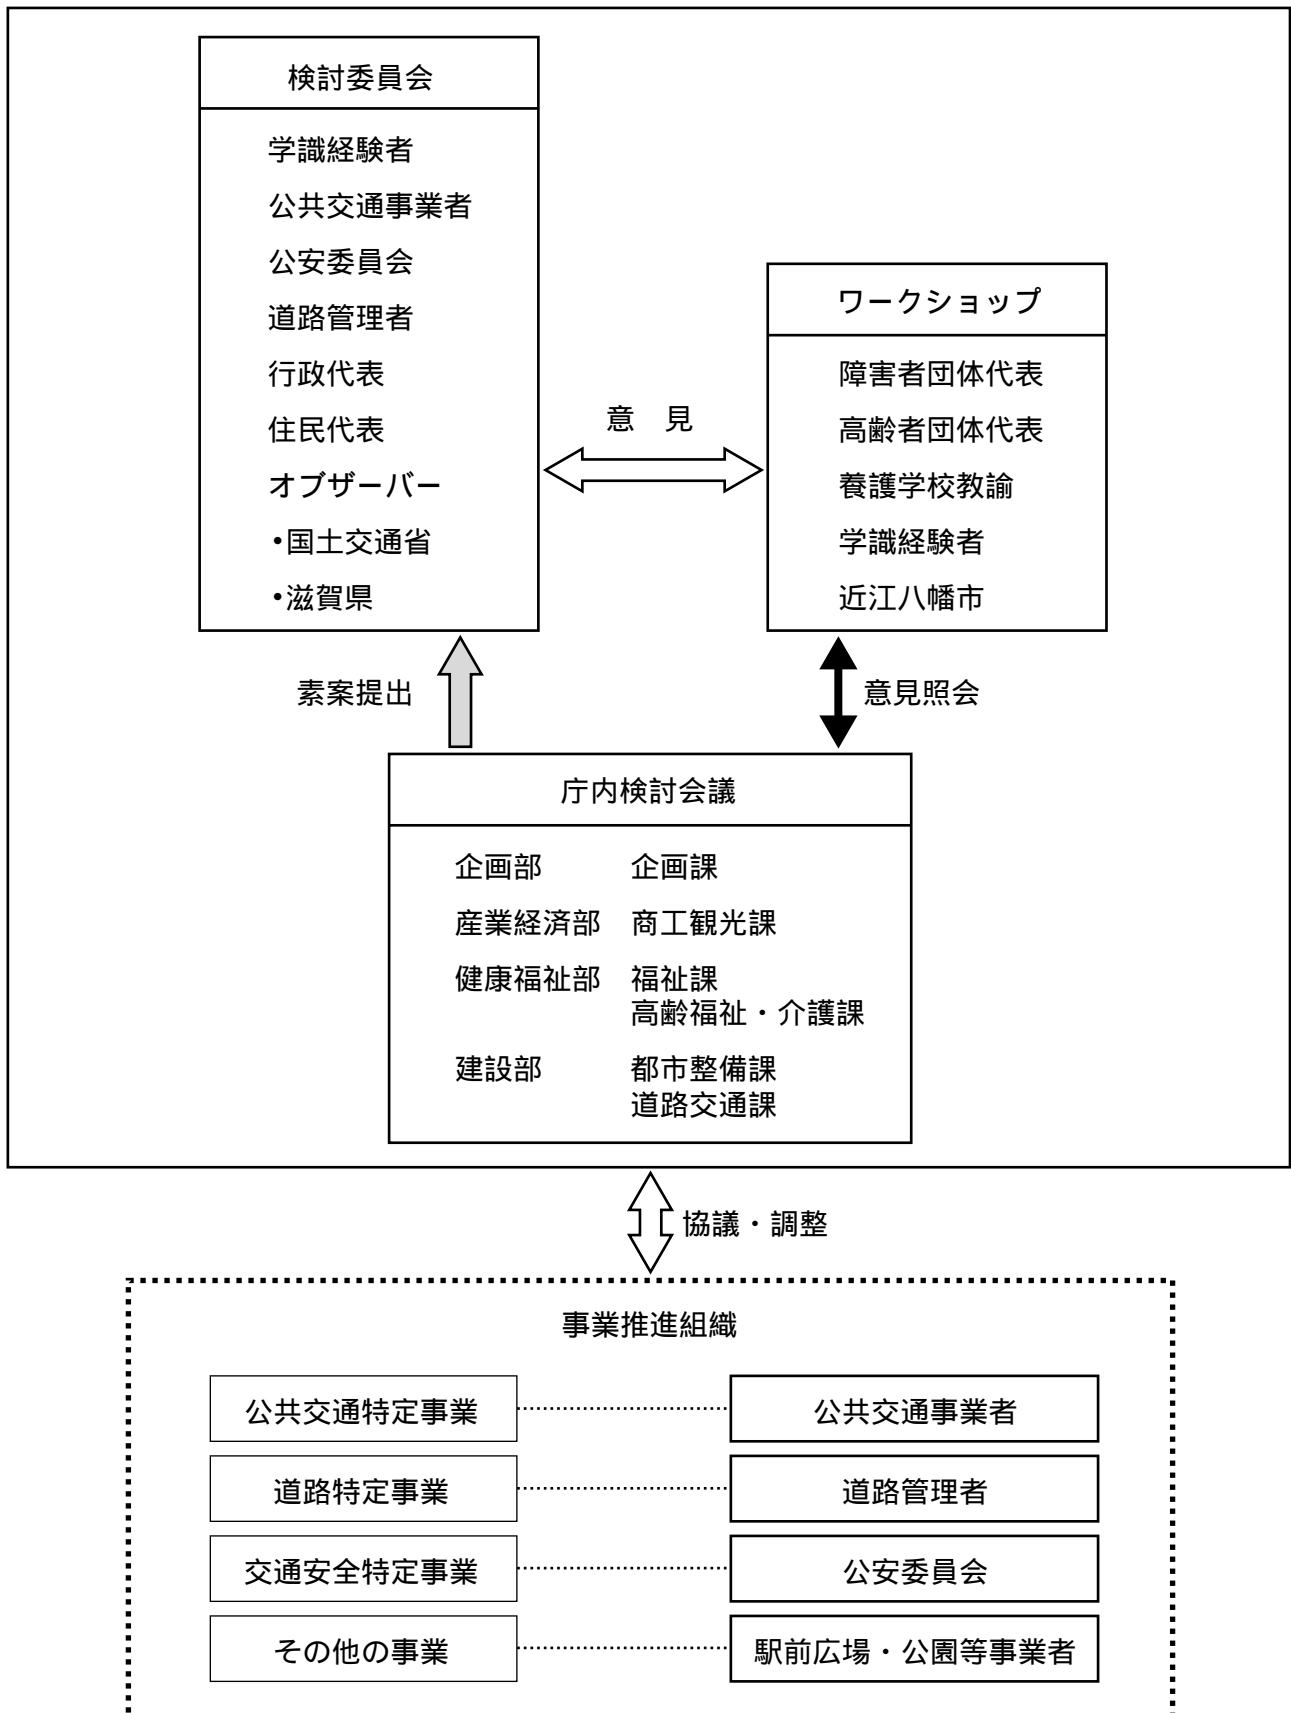 検討委員会
学識経験者
公共交通事業者
公安委員会
道路管理者
行政代表
住民代表
オブザーバー
・国土交通省
・滋賀県
意　見
ワークショップ
障害者団体代表
高齢者団体代表
養護学校教諭
学識経験者
近江八幡市
素案提出
意見照会
庁内検討会議
企画部　企画課
産業経済部　商工観光課
健康福祉部　福祉課
高齢福祉・介護課
建設部　都市整備課
道路交通課
協議・調整
事業推進組織
公共交通特定事業　公共交通事業者
道路特定事業　道路管理者
交通安全特定事業　公安委員会
その他の事業　駅前広場・公園等事業者